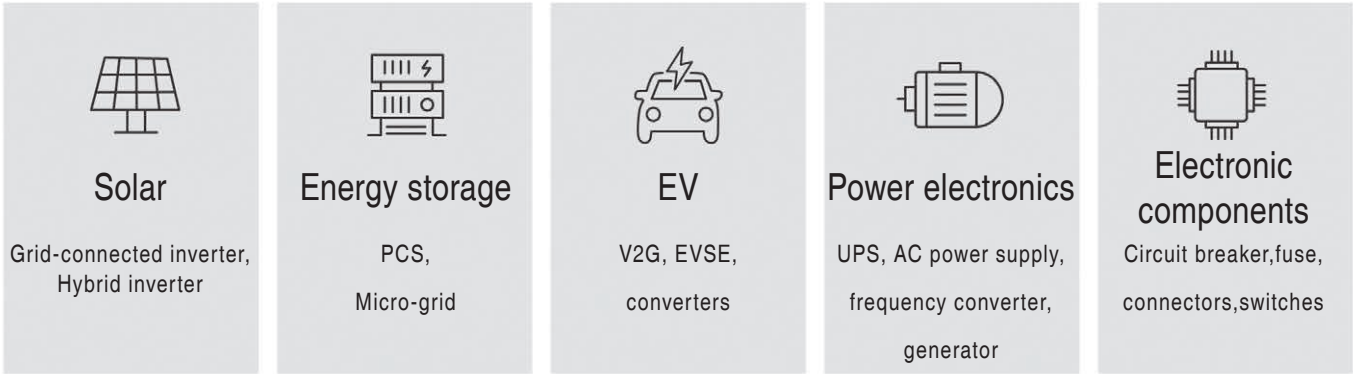 Solar
Grid-connected inverter,
Hybrid inverter
Energy storage
PCS,
Micro-grid
EV
V2G, EVSE,
converters
Power electronics
UPS, AC power supply,
frequency converter,
generator
Electronic
components
Circuit breaker,fuse,
connectors,switches